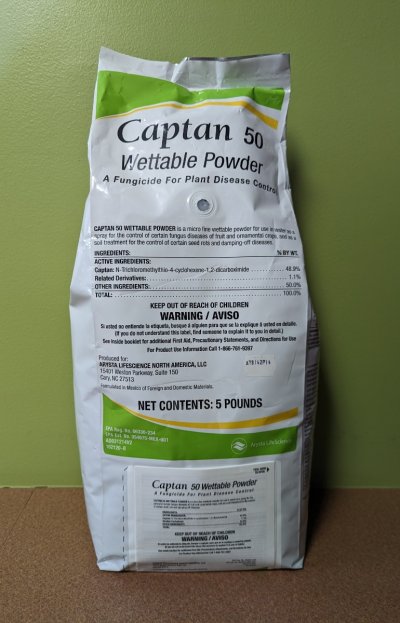 Captan 50
Wettable Powder
A Fungicide For Plant Disease Control
CAPTAN 50 WETTABLE POWDER is a micro fine wettable powder for use in water as a
spray for the control of certain fungus diseases of fruit and ornamental crops, and as a
soil treatment for the control of certain seed rots and damping-off diseases.
INGREDIENTS: % BY WT.
ACTIVE INGREDIENTS:
Captan: N-Trichloromethylthio-4-cyclohexene-1,2-dicarboximide 48.9%
Related Derivatives: 1.1%
OTHER INGREDIENTS: 50.0%
TOTAL: 100.0%
KEEP OUT OF REACH OF CHILDREN
WARNING / AVISO
Si usted no entiende la etiqueta, busque a alguien para que se la explique a usted en detalle.
(If you do not understand this label, find someone to explain it to you in detail.)
See inside booklet for additional First Aid, Precautionary Statements, and Directions for Use
For Product Use Information Call 1-866-761-9397
Produced for:
ARYSTA LIFESCIENCE NORTH AMERICA, LLC
15401 Weston Parkway, Suite 150
Cary, NC 27513
Formulated in Mexico of Foreign and Domestic Materials.
NET CONTENTS: 5 POUNDS
EPA Reg. No. 66330-234
Arysta LifeScience
Captan 50 Wettable Powder
A Fungicide For Plant Disease Control
KEEP OUT OF REACH OF CHILDREN
WARNING / AVISO